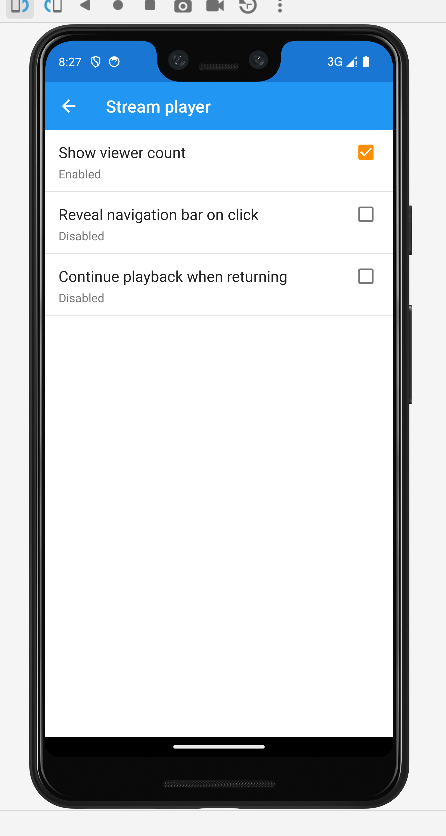 8:27
3G
Stream player
Show viewer count
Enabled
Reveal navigation bar on click
Disabled
Continue playback when returning
Disabled